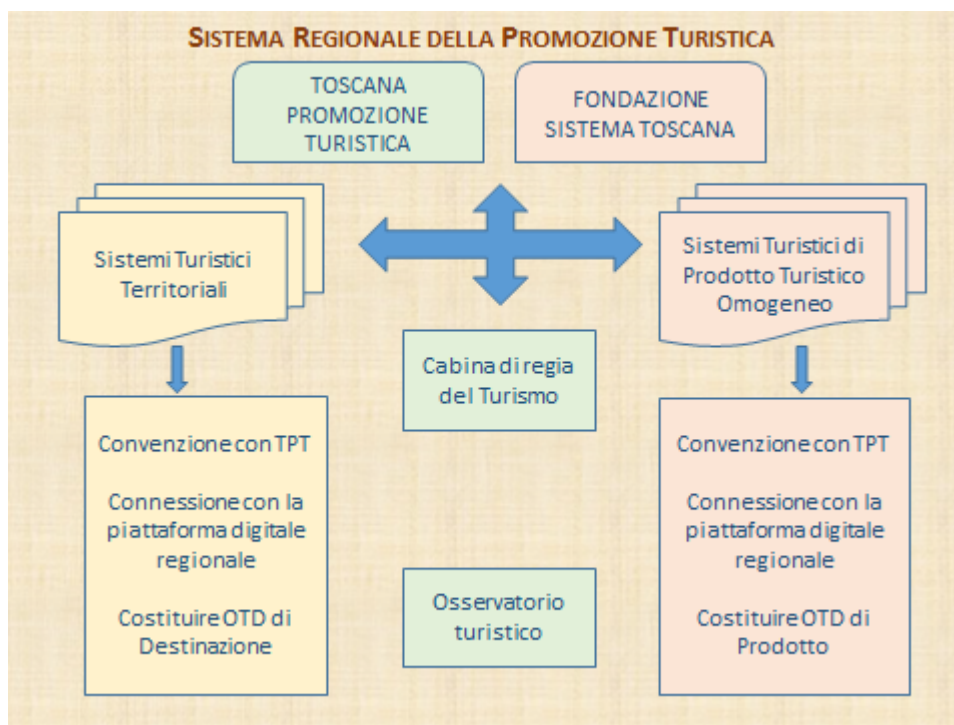 SISTEMA REGIONALE DELLA PROMOZIONE TURISTICA
TOSCANA
PROMOZIONE
TURISTICA
FONDAZIONE
SISTEMA TOSCANA
Sistemi Turistici
Territoriali
Sistemi Turistici di
Prodotto Turistico
Omogeneo
Cabina di regia
del Turismo
Convenzione con TPT
Connessione con la
piattaforma digitale
regionale
Costituire OTD di
Destinazione
Osservatorio
turistico
Convenzione con TPT
Connessione con la
piattaforma digitale
regionale
Costituire OTD di
Prodotto